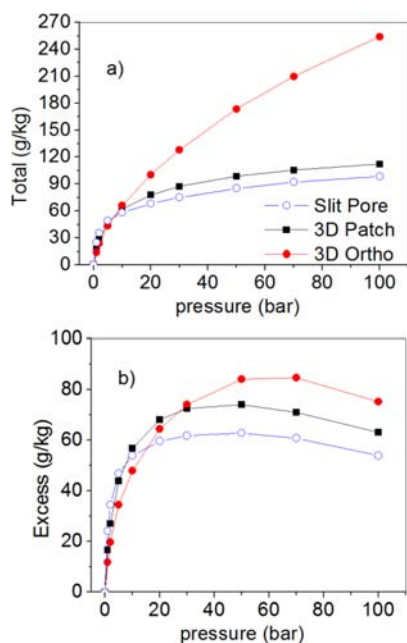 270
240
210
180
150
120
90
60
30
0
Total (g/kg)
a)
Slit Pore
3D Patch
3D Ortho
0 20 40 60 80 100
pressure (bar)
100
80
60
40
20
0
Excess (g/kg)
b)
0 20 40 60 80 100
pressure (bar)